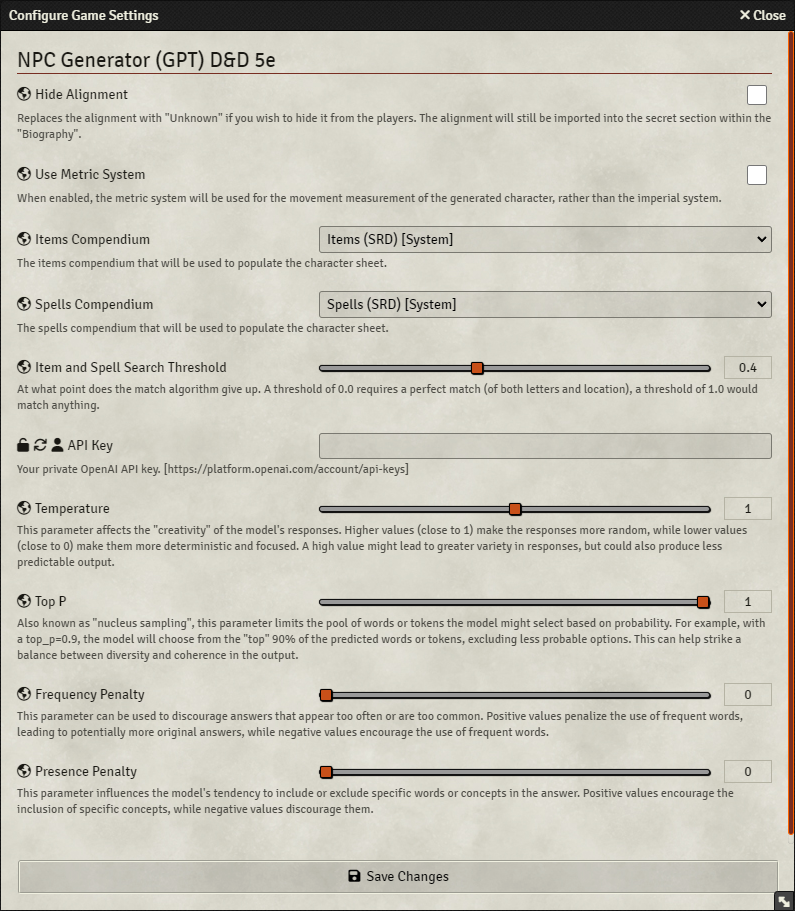 Configure Game Settings
Close
NPC Generator (GPT) D&D 5e
Hide Alignment
Replaces the alignment with "Unknown" if you wish to hide it from the players. The alignment will still be imported into the secret section within the
"Biography".
Use Metric System
When enabled, the metric system will be used for the movement measurement of the generated character, rather than the imperial system.
Items Compendium
Items (SRD) [System]
The items compendium that will be used to populate the character sheet.
Spells Compendium
Spells (SRD) [System]
The spells compendium that will be used to populate the character sheet.
Item and Spell Search Threshold
0.4
At what point does the match algorithm give up. A threshold of 0.0 requires a perfect match (of both letters and location), a threshold of 1.0 would
match anything.
API Key
Your private OpenAI API key. [https://platform.openai.com/account/api-keys]
Temperature
1
This parameter affects the "creativity" of the model's responses. Higher values (close to 1) make the responses more random, while lower values
(close to 0) make them more deterministic and focused. A high value might lead to greater variety in responses, but could also produce less
predictable output.
Top P
1
Also known as "nucleus sampling", this parameter limits the pool of words or tokens the model might select based on probability. For example, with
a top_p=0.9, the model will choose from the "top" 90% of the predicted words or tokens, excluding less probable options. This can help strike a
balance between diversity and coherence in the output.
Frequency Penalty
0
This parameter can be used to discourage answers that appear too often or are too common. Positive values penalize the use of frequent words,
leading to potentially more original answers, while negative values encourage the use of frequent words.
Presence Penalty
0
This parameter influences the model's tendency to include or exclude specific words or concepts in the answer. Positive values encourage the
inclusion of specific concepts, while negative values discourage them.
Save Changes